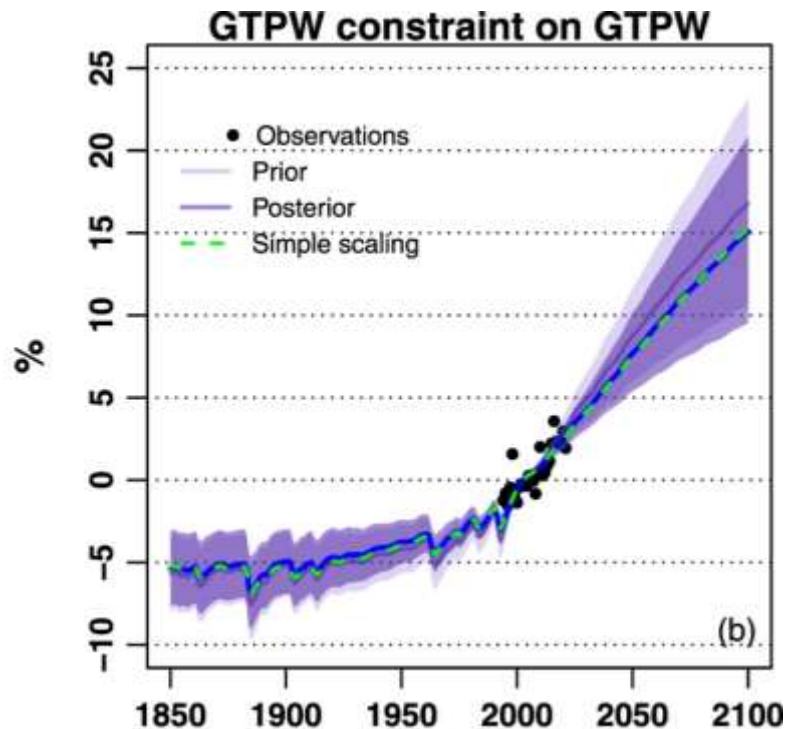 GTPW constraint on GTPW
25
20
15
10
5
0
−5
−10
%
Observations
Prior
Posterior
Simple scaling
(b)
1850 1900 1950 2000 2050 2100